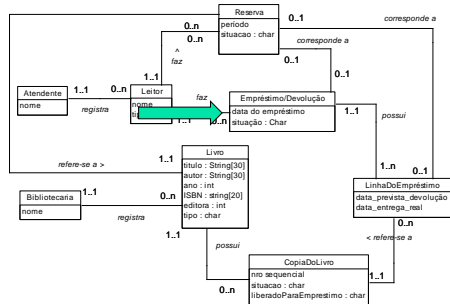 Reserva
período
situacao : char
0..n
0..n
0..1
corresponde a
corresponde a
0..1
0..1
^
faz
1..1
Atendente
nome
1..1
0..n
registra
Leitor
nome
faz
1..1
0..n
Empréstimo/Devolução
data do empréstimo
situação : Char
1..1
possui
1..n
0..1
refere-se a >
1..1
Livro
titulo : String[30]
autor : String[30]
ano : int
ISBN : string[20]
editora : int
tipo : char
Bibliotecaria
nome
1..1
0..n
registra
1..1
possui
0..n
LinhaDoEmpréstimo
data_prevista_devolução
data_entrega_real
0..n
< refere-se a
1..1
CopiaDoLivro
nro sequencial
situacao : char
liberadoParaEmprestimo : char